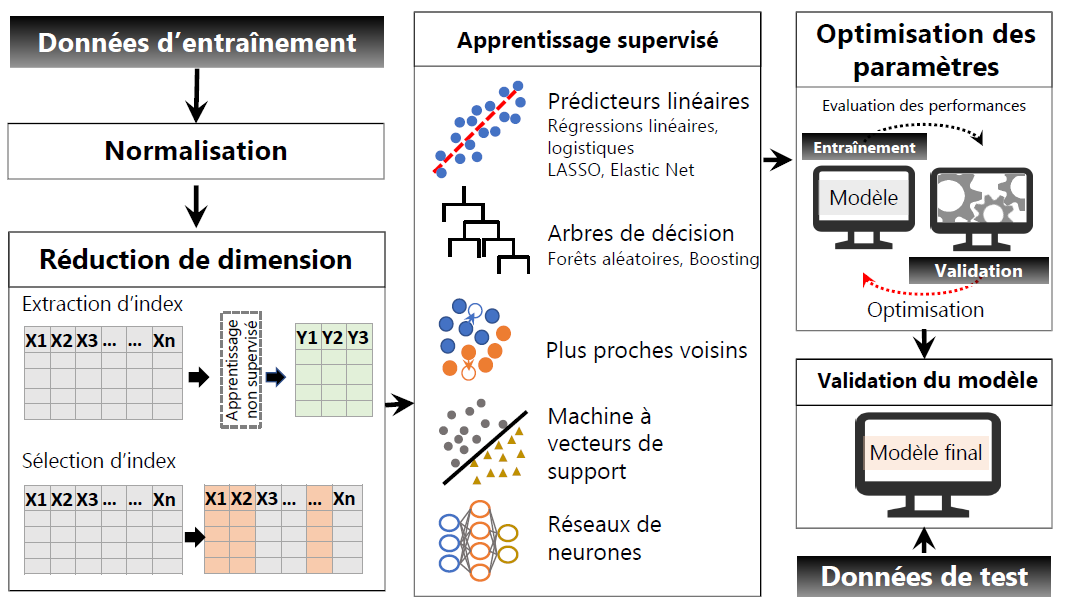 Données d’entraînement
Normalisation
Réduction de dimension
Extraction d’index
X1 X2 X3 ... ... Xn
Apprentissage
non supervisé
Y1 Y2 Y3
Sélection d’index
X1 X2 X3 ... ... Xn
X1 X2 X3 ... ... Xn
Apprentissage supervisé
Prédicteurs linéaires
Régressions linéaires,
logistiques
LASSO, Elastic Net
Arbres de décision
Forêts aléatoires, Boosting
Plus proches voisins
Machine à
vecteurs de
support
Réseaux de
neurones
Optimisation des
paramètres
Evaluation des performances
Entraînement
Modèle
Validation
Optimisation
Validation du modèle
Modèle final
Données de test